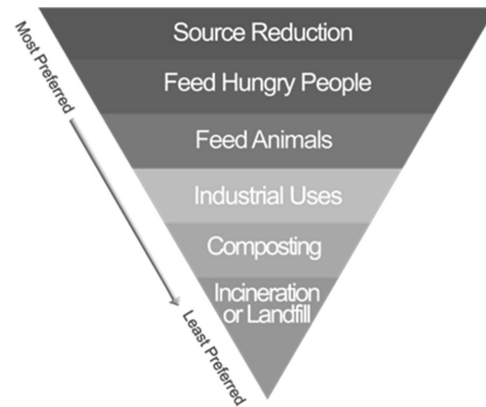 Most Preferred
Source Reduction
Feed Hungry People
Feed Animals
Industrial Uses
Composting
Incineration
or Landfill
Least Preferred